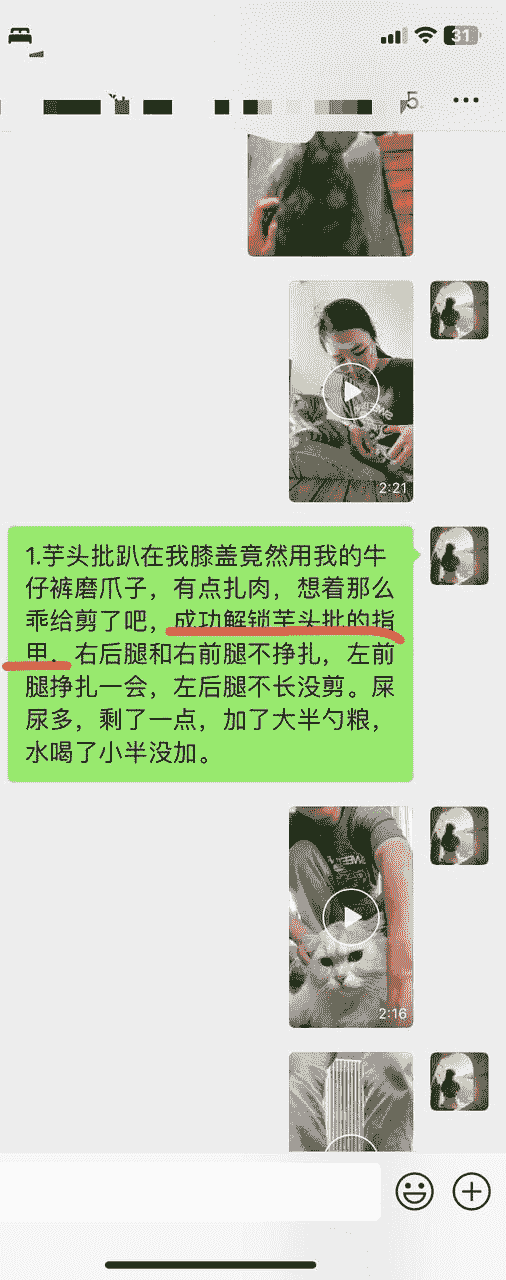 31
5.
2:21
1.芋头批趴在我膝盖竟然用我的牛
仔裤磨爪子，有点扎肉，想着那么
乖给剪了吧，成功解锁芋头批的指
甲。右后腿和右前腿不挣扎，左前
腿挣扎一会，左后腿不长没剪。屎
尿多，剩了一点，加了大半勺粮，
水喝了小半没加。
2:16